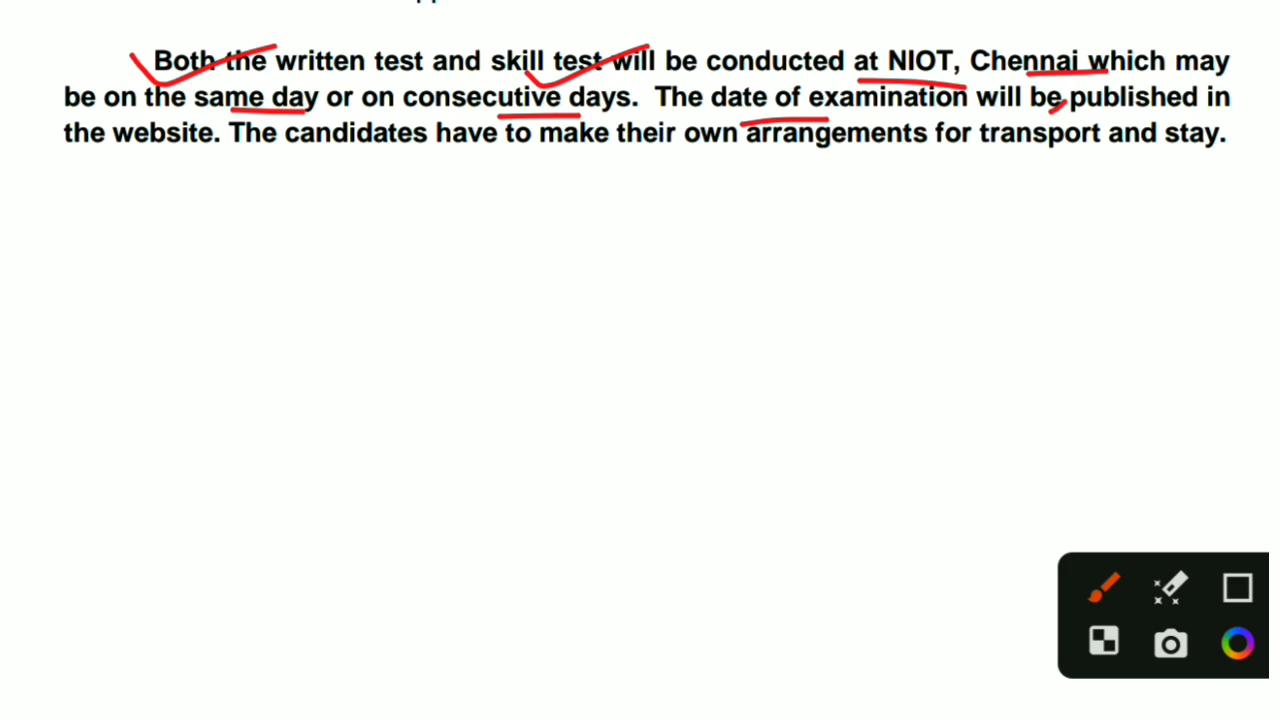 Both the written test and skill test will be conducted at NIOT, Chennai which may
be on the same day or on consecutive days. The date of examination will be published in
the website. The candidates have to make their own arrangements for transport and stay.